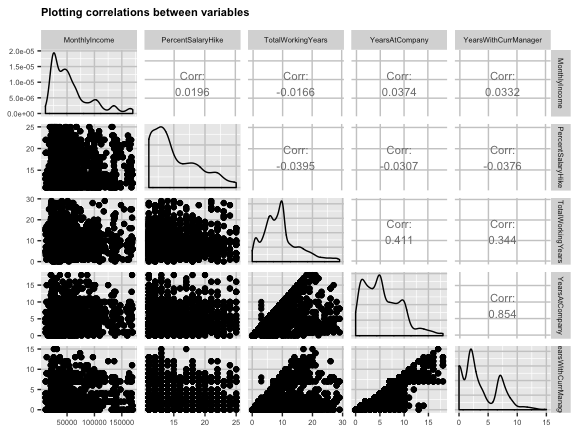 Plotting correlations between variables
MonthlyIncome PercentSalaryHike TotalWorkingYears YearsAtCompany YearsWithCurrManager
2.0e-05
1.5e-05
1.0e-05
5.0e-06
0.0e+00
Corr:
0.0196
Corr:
-0.0166
Corr:
0.0374
Corr:
0.0332
MonthlyIncome
25
20
15
Corr:
-0.0395
Corr:
-0.0307
Corr:
-0.0376
PercentSalaryHike
30
20
10
0
Corr:
0.411
Corr:
0.344
TotalWorkingYears
15
10
5
0
Corr:
0.854
YearsAtCompany
15
10
5
0
earsWithCurrManag
50000 100000 150000 15 20 25 0 10 20 30 0 5 10 15 0 5 10 15